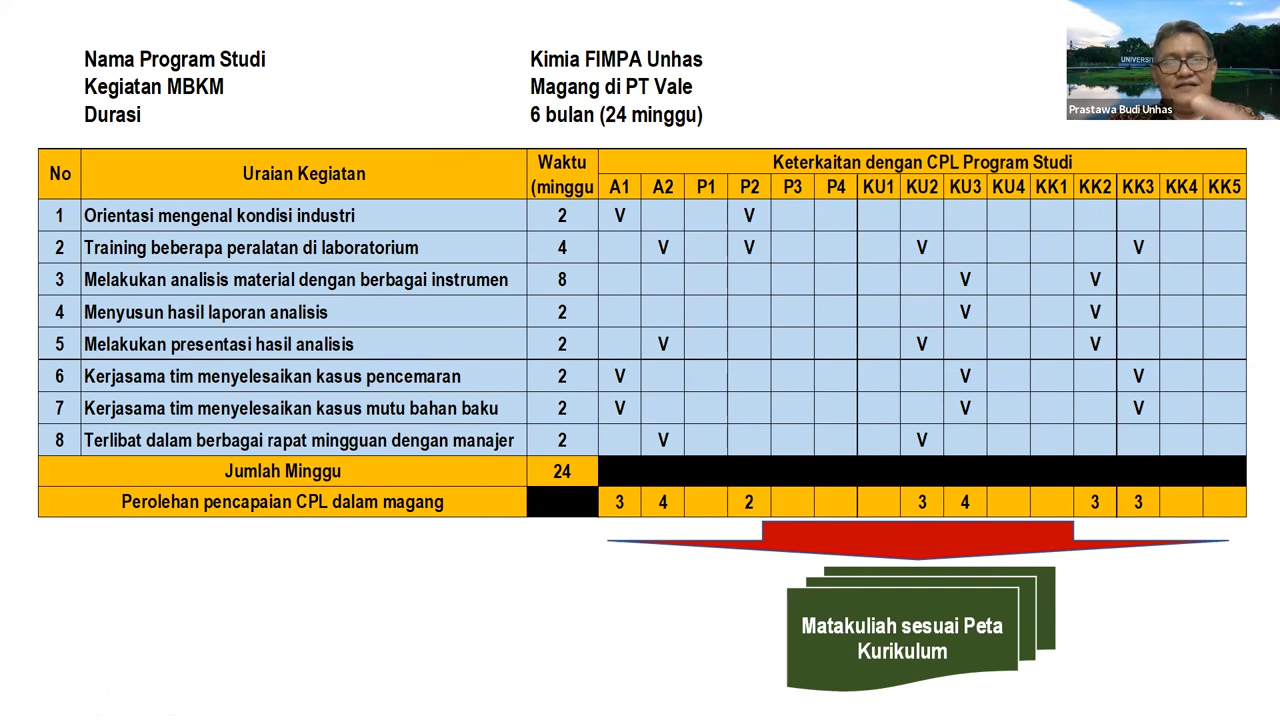 Nama Program Studi Kimia FIMPA Unhas
Kegiatan MBKM Magang di PT Vale
Durasi 6 bulan (24 minggu)
UNIVERSIT
Prastawa Budi Unhas
No Uraian Kegiatan Waktu (minggu Keterkaitan dengan CPL Program Studi
A1 A2 P1 P2 P3 P4 KU1 KU2 KU3 KU4 KK1 KK2 KK3 KK4 KK5
1 Orientasi mengenal kondisi industri 2 V V
2 Training beberapa peralatan di laboratorium 4 V V V V
3 Melakukan analisis material dengan berbagai instrumen 8 V V
4 Menyusun hasil laporan analisis 2 V V
5 Melakukan presentasi hasil analisis 2 V V V
6 Kerjasama tim menyelesaikan kasus pencemaran 2 V V V
7 Kerjasama tim menyelesaikan kasus mutu bahan baku 2 V V V
8 Terlibat dalam berbagai rapat mingguan dengan manajer 2 V V
Jumlah Minggu 24
Perolehan pencapaian CPL dalam magang 3 4 2 3 4 3 3
Matakuliah sesuai Peta
Kurikulum